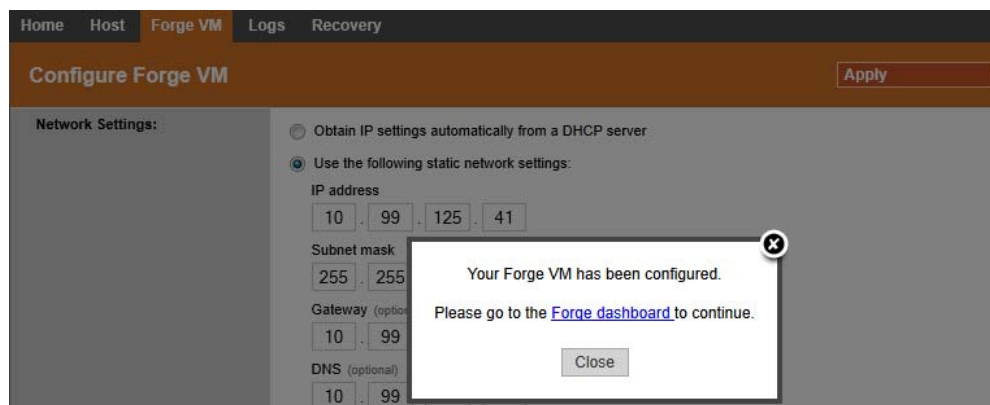 Home Host Forge VM Logs Recovery
Configure Forge VM
Apply
Network Settings:
Obtain IP settings automatically from a DHCP server
Use the following static network settings:
IP address
10 . 99 . 125 . 41
Subnet mask
255 . 255
Gateway (option
10 . 99
DNS (optional)
10 . 99
Your Forge VM has been configured.
Please go to the Forge dashboard to continue.
Close